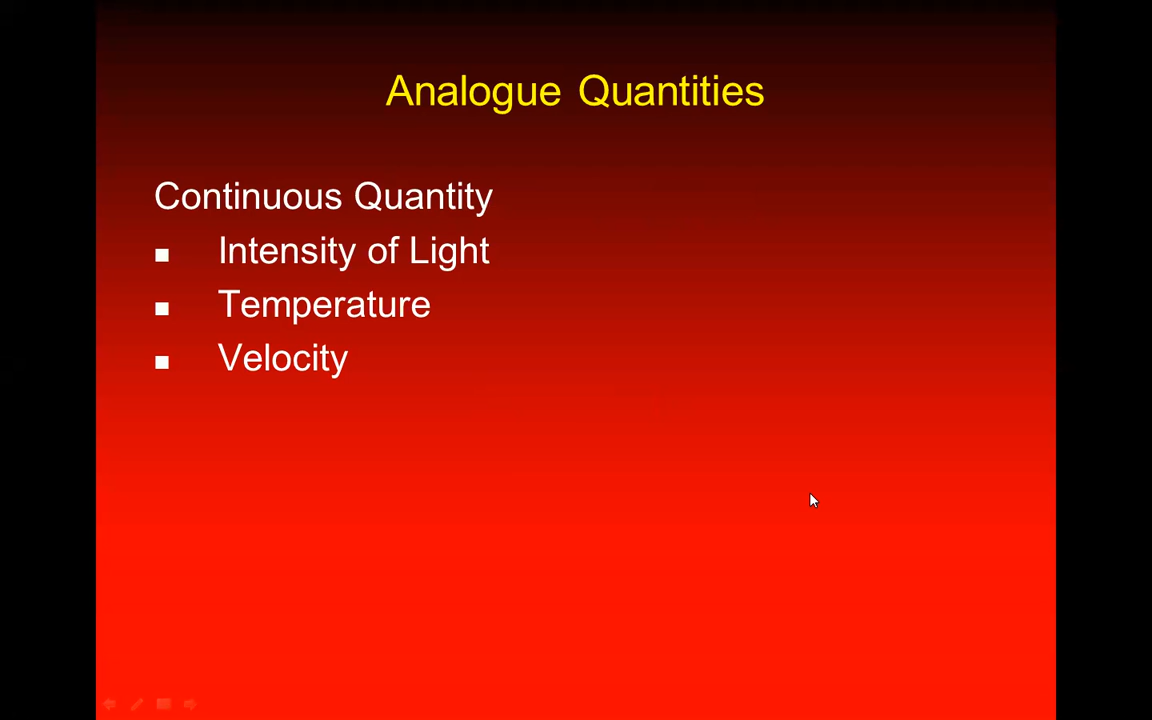 Analogue Quantities
Continuous Quantity
Intensity of Light
Temperature
Velocity